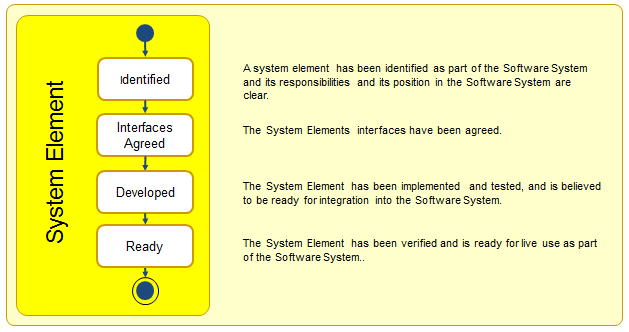 System Element
Identified
A system element has been identified as part of the Software System
and its responsibilities and its position in the Software System are
clear.
Interfaces
Agreed
The System Elements interfaces have been agreed.
Developed
The System Element has been implemented and tested, and is believed
to be ready for integration into the Software System.
Ready
The System Element has been verified and is ready for live use as part
of the Software System..